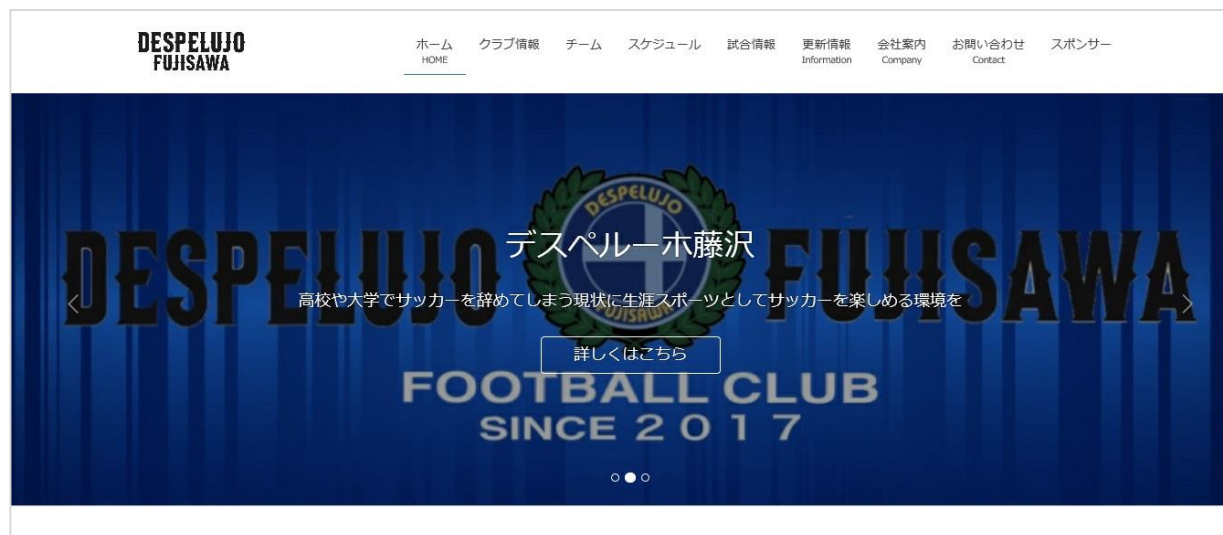 DESPELUJO
FUJISAWA
ホーム クラブ情報 チーム スケジュール 試合情報 更新情報 会社案内 お問い合わせ スポンサー
HOME Information Company Contact
DESPELUJO FUJISAWA
DESPELUJO
FUJISAWA
デスペルーホ藤沢
高校や大学でサッカーを辞めてしまう現状に生涯スポーツとしてサッカーを楽しめる環境を
詳しくはこちら
FOOTBALL CLUB
SINCE 2017